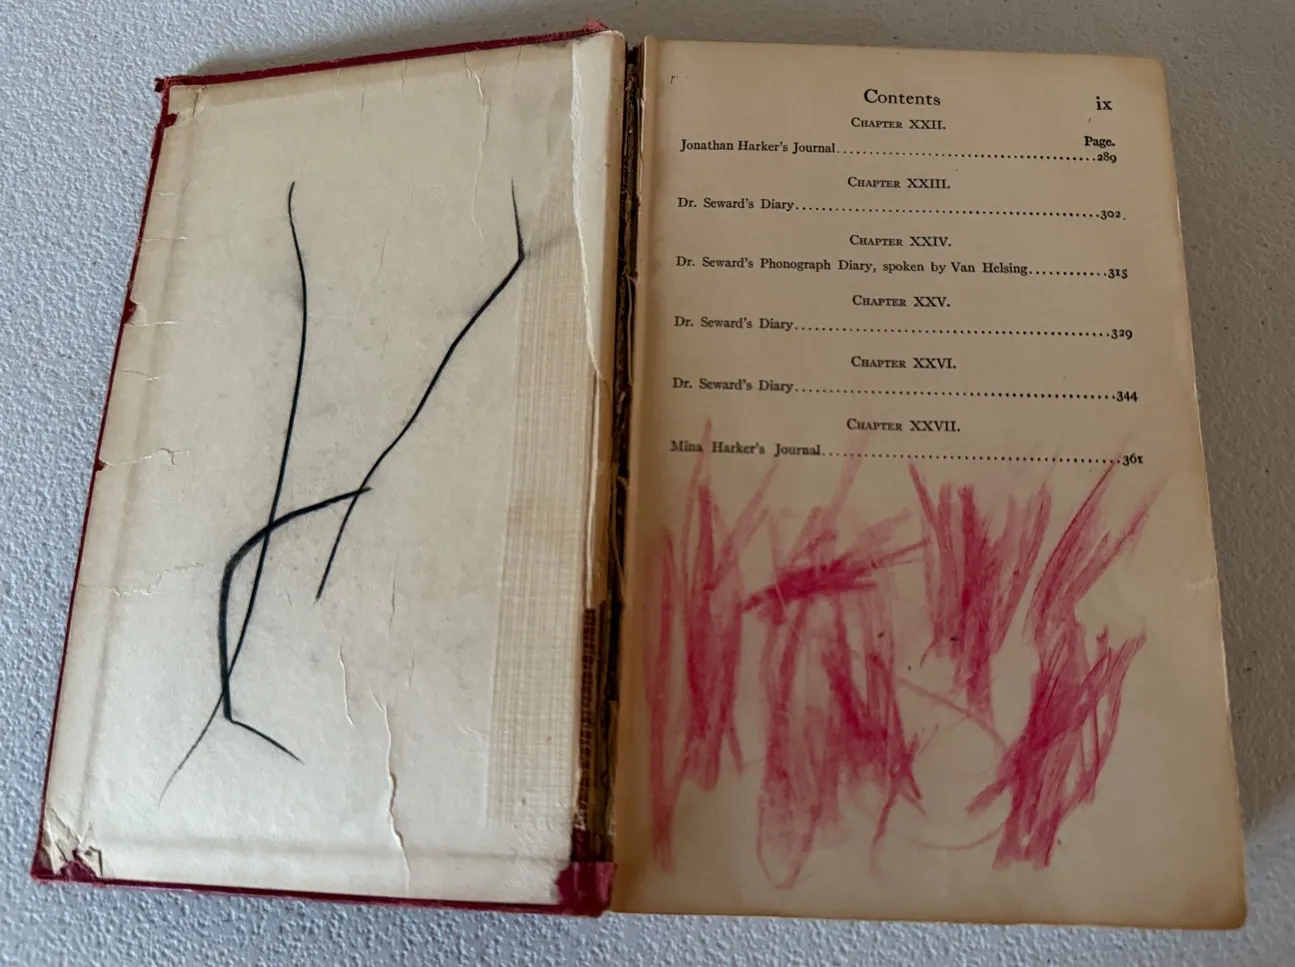 Contents ix
CHAPTER XXII.
Page.
Jonathan Harker's Journal.......................................289
CHAPTER XXIII.
Dr. Seward's Diary.............................................302
CHAPTER XXIV.
Dr. Seward's Phonograph Diary, spoken by Van Helsing............315
CHAPTER XXV.
Dr. Seward's Diary.............................................329
CHAPTER XXVI.
Dr. Seward's Diary.............................................344
CHAPTER XXVII.
Mina Harker's Journal..........................................361